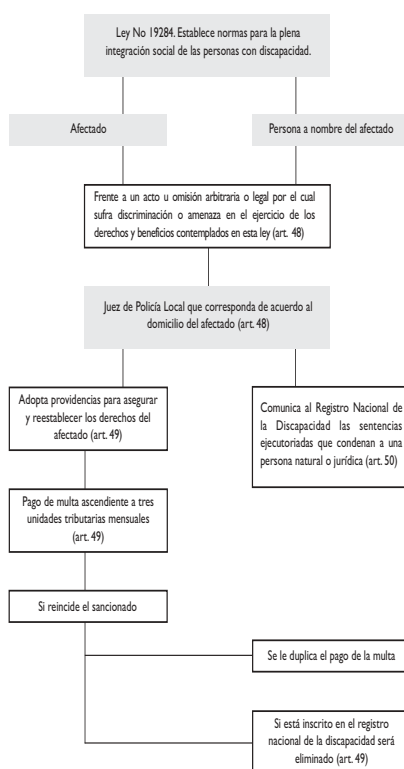 Ley No 19284. Establece normas para la plena
integración social de las personas con discapacidad.
Afectado
Persona a nombre del afectado
Frente a un acto u omisión arbitraria o legal por el cual
sufra discriminación o amenaza en el ejercicio de los
derechos y beneficios contemplados en esta ley (art. 48)
Juez de Policía Local que corresponda de acuerdo al
domicilio del afectado (art. 48)
Adopta providencias para asegurar
y reestablecer los derechos del
afectado (art. 49)
Comunica al Registro Nacional de
la Discapacidad las sentencias
ejecutoriadas que condenan a una
persona natural o jurídica (art. 50)
Pago de multa ascendiente a tres
unidades tributarias mensuales
(art. 49)
Si reincide el sancionado
Se le duplica el pago de la multa
Si está inscrito en el registro
nacional de la discapacidad será
eliminado (art. 49)